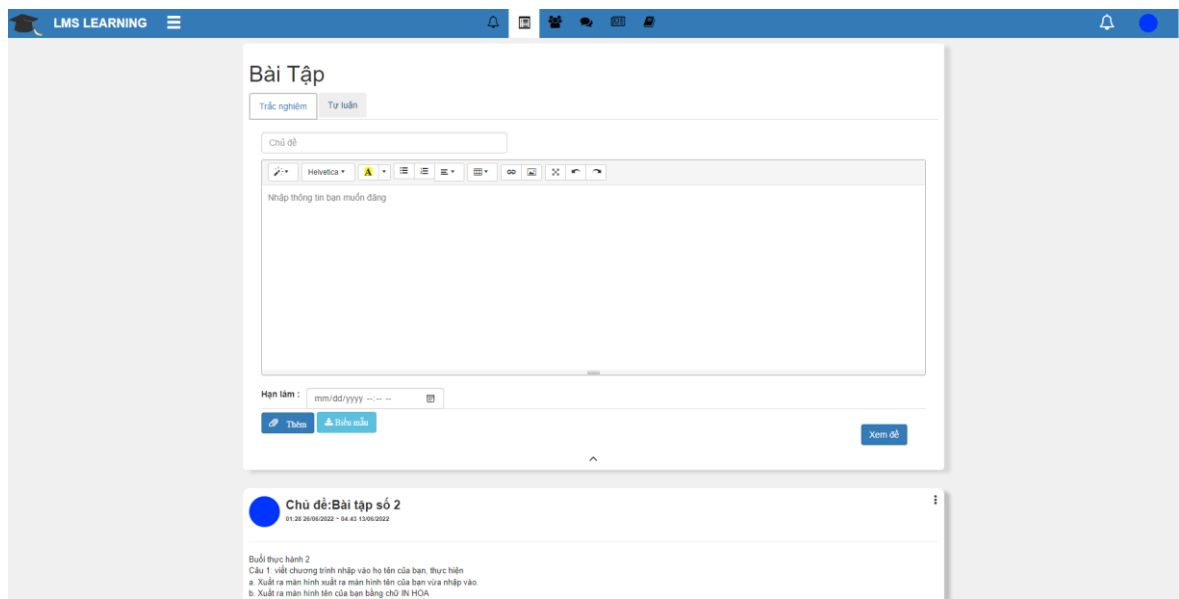 LMS LEARNING
Bài Tập
Trắc nghiệm Tự luận
Chủ đề
Helvetica A
Nhập thông tin bạn muốn đăng
Hạn làm : mm/dd/yyyy --:-- --
Thêm Biểu mẫu
Xem đề
Chủ đề:Bài tập số 2
01:28 26/06/2022 ~ 04:43 13/06/2022
Buổi thực hành 2
Câu 1: viết chương trình nhập vào họ tên của bạn, thực hiện
a. Xuất ra màn hình xuất ra màn hình tên của bạn vừa nhập vào.
b. Xuất ra màn hình tên của bạn bằng chữ IN HOA